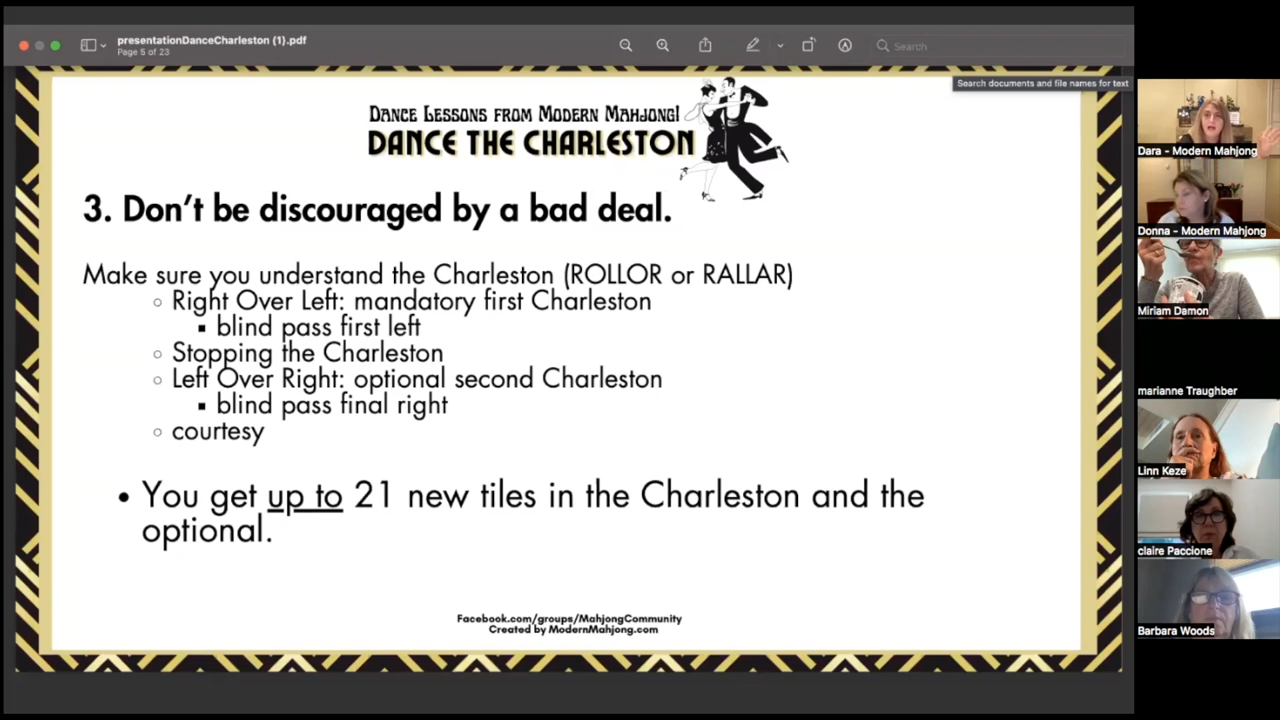 presentationDanceCharleston (1).pdf
Page 5 of 23
Search
Search documents and file names for text
DANCE LESSONS FROM MODERN MAHJONG!
DANCE THE CHARLESTON
3. Don't be discouraged by a bad deal.
Make sure you understand the Charleston (ROLLOR or RALLAR)
Right Over Left: mandatory first Charleston
blind pass first left
Stopping the Charleston
Left Over Right: optional second Charleston
blind pass final right
courtesy
You get up to 21 new tiles in the Charleston and the
optional.
Facebook.com/groups/MahjongCommunity
Created by ModernMahjong.com
Dara - Modern Mahjong
Donna - Modern Mahjong
Miriam Damon
marianne Traughber
Linn Keze
claire Paccione
Barbara Woods